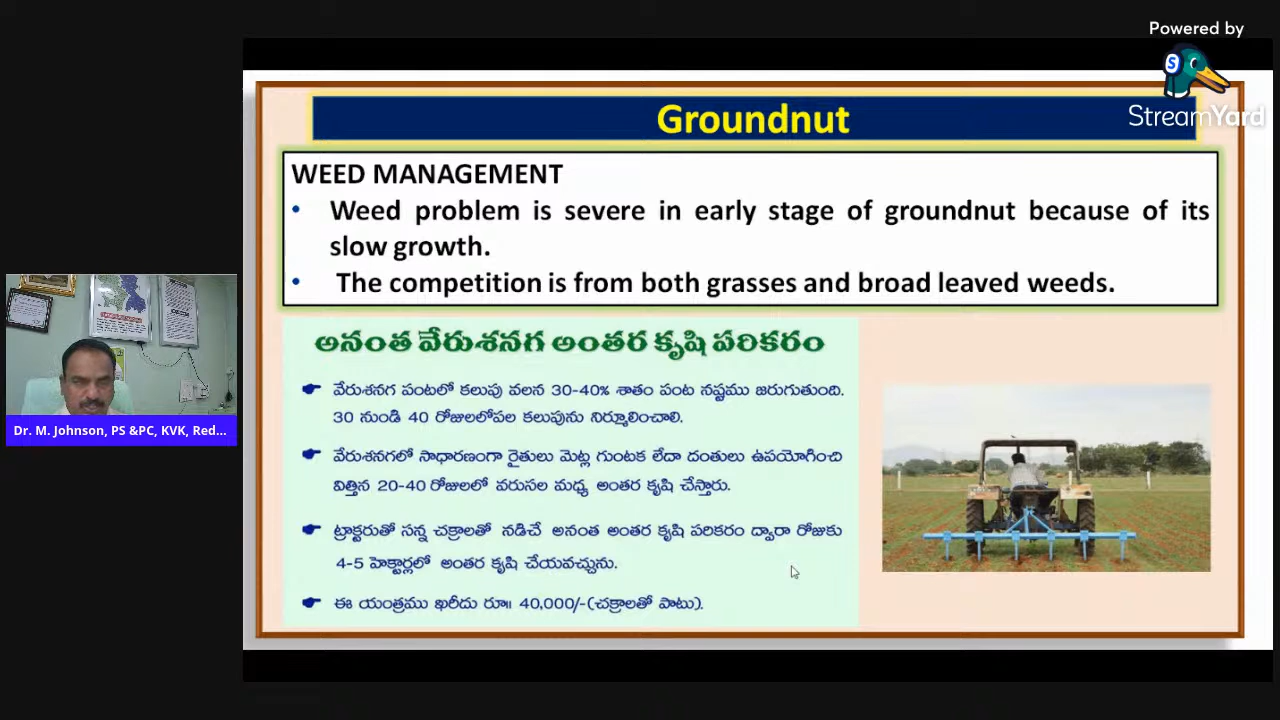 Powered by
StreamYard
Groundnut
WEED MANAGEMENT
• Weed problem is severe in early stage of groundnut because of its
slow growth.
• The competition is from both grasses and broad leaved weeds.
అనంత వేరుశనగ అంతర కృషి పరికరం
వేరుశనగ పంటలో కలుపు వలన 30-40% శాతం పంట నష్టము జరుగుతుంది.
30 నుండి 40 రోజులలోపల కలుపును నిర్మూలించాలి.
వేరుశనగలో సాధారణంగా రైతులు మెట్ల గుంటక లేదా దంతులు ఉపయోగించి
విత్తిన 20-40 రోజులలో వరుసల మధ్య అంతర కృషి చేస్తారు.
ట్రాక్టరుతో సన్న చక్రాలతో నడిచే అనంత అంతర కృషి పరికరం ద్వారా రోజుకు
4-5 హెక్టార్లలో అంతర కృషి చేయవచ్చును.
ఈ యంత్రము ఖరీదు రూ॥ 40,000/-(చక్రాలతో పాటు).
Dr. M. Johnson, PS &PC, KVK, Red...